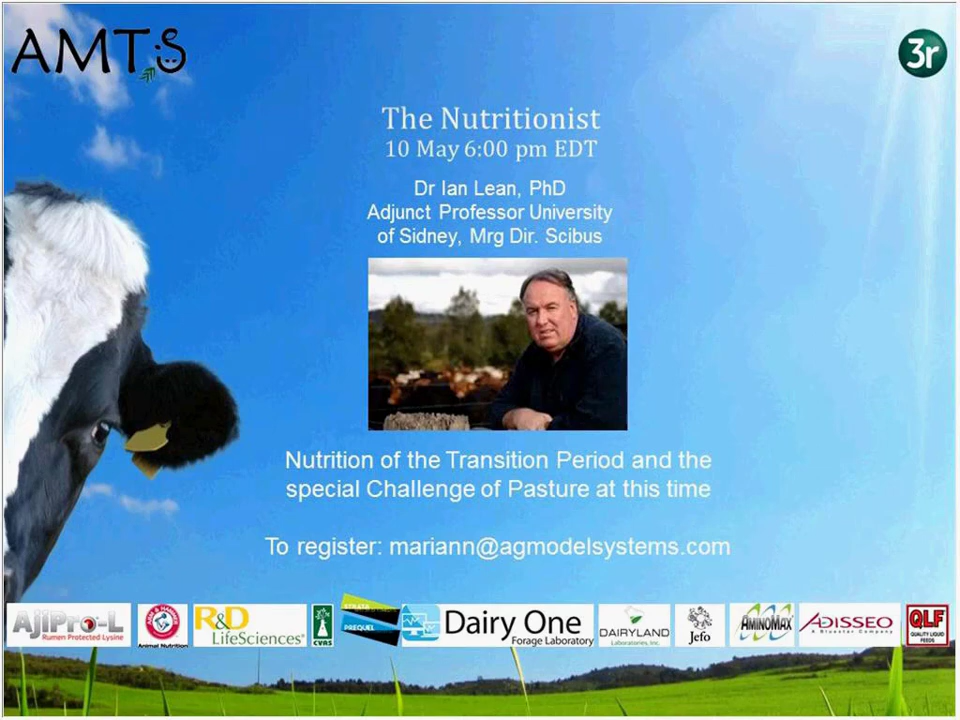 AMTS
3r
The Nutritionist
10 May 6:00 pm EDT
Dr Ian Lean, PhD
Adjunct Professor University
of Sidney, Mrg Dir. Scibus
Nutrition of the Transition Period and the
special Challenge of Pasture at this time
To register: mariann@agmodelsystems.com
AjiPro-L
Rumen Protected Lysine
ARM & HAMMER
Animal Nutrition
R&D
LifeSciences®
CVAS
STRATA
PREQUEL
Dairy One
Forage Laboratory
DAIRYLAND
Laboratories, Inc.
Jefo
AMINOMAX
ADISSEO
A Bluestar Company
QLF
QUALITY LIQUID
FEEDS